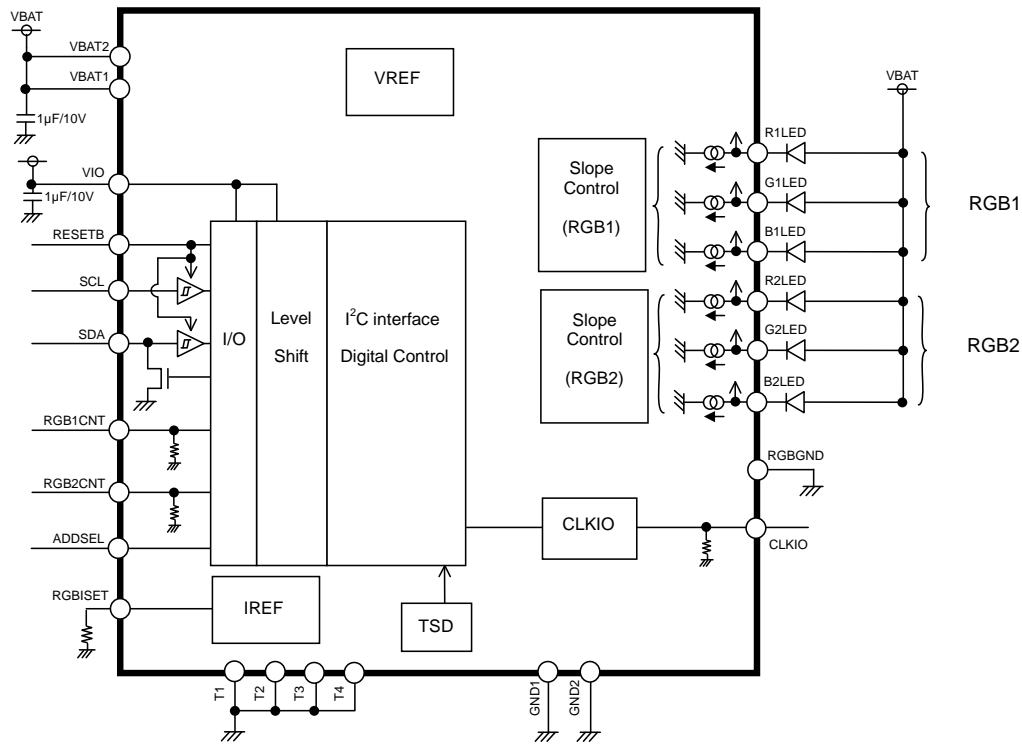 VBAT
VBAT2
VBAT1
1μF/10V
VIO
1μF/10V
RESETB
SCL
SDA
RGB1CNT
RGB2CNT
ADDSEL
RGBISET
I/O
Level
Shift
I²C interface
Digital Control
VREF
IREF
TSD
CLKIO
Slope
Control
(RGB1)
Slope
Control
(RGB2)
VBAT
R1LED
G1LED
B1LED
R2LED
G2LED
B2LED
RGB1
RGB2
RGBGND
CLKIO
T1
T2
T3
T4
GND1
GND2